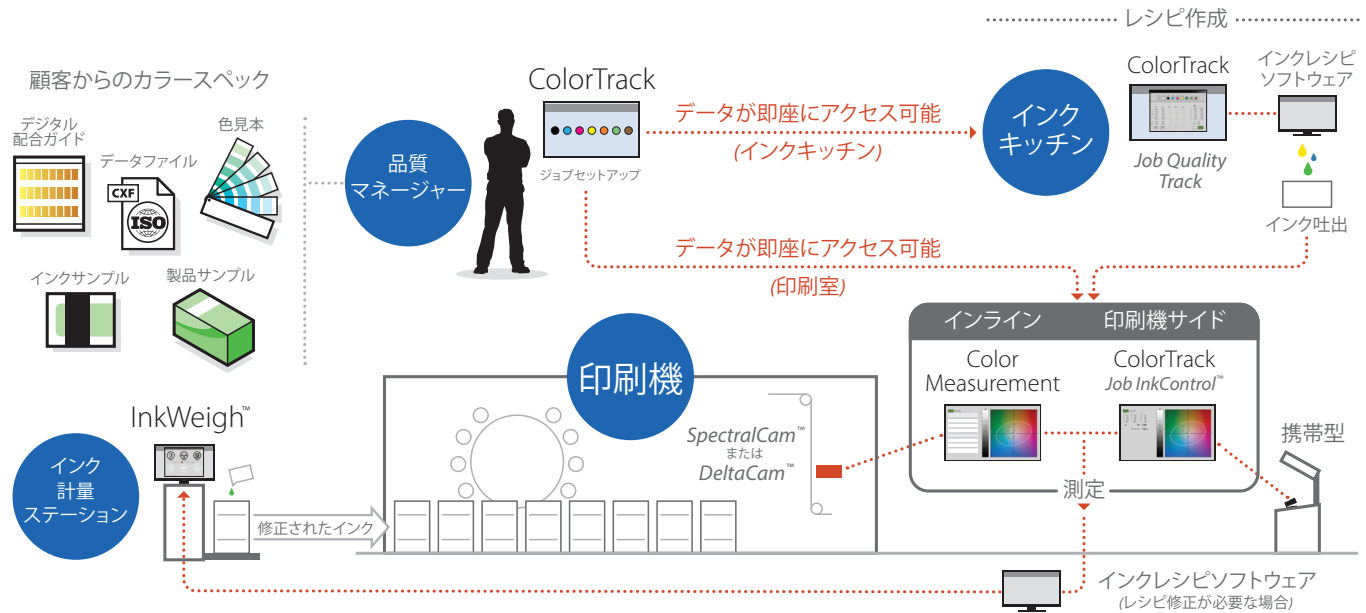 顧客からのカラースペック
デジタル
配合ガイド
データファイル
CXF
ISO
色見本
インクサンプル
製品サンプル
品質
マネージャー
ColorTrack
ジョブセットアップ
データが即座にアクセス可能
(インクキッチン)
データが即座にアクセス可能
(印刷室)
レシピ作成
インク
キッチン
ColorTrack
Job Quality
Track
インクレシピ
ソフトウェア
インク吐出
インライン
印刷機サイド
Color
Measurement
ColorTrack
Job InkControl™
測定
携帯型
印刷機
SpectralCam™
または
DeltaCam™
InkWeigh™
インク
計量
ステーション
修正されたインク
インクレシピソフトウェア
(レシピ修正が必要な場合)